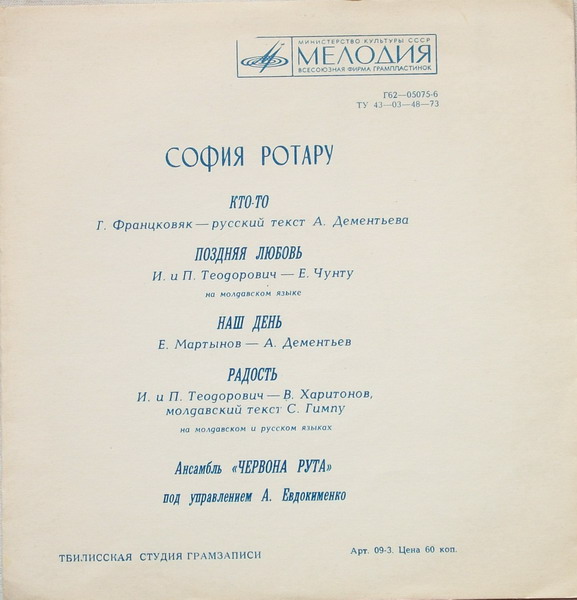 МИНИСТЕРСТВО КУЛЬТУРЫ СССР
МЕЛОДИЯ
ВСЕСОЮЗНАЯ ФИРМА ГРАМПЛАСТИНОК
Г62—05075-6
ТУ 43—03—48—73
СОФИЯ РОТАРУ
КТО-ТО
Г. Францковяк — русский текст А. Дементьева
ПОЗДНЯЯ ЛЮБОВЬ
И. и П. Теодорович — Е. Чунту
на молдавском языке
НАШ ДЕНЬ
Е. Мартынов — А. Дементьев
РАДОСТЬ
И. и П. Теодорович — В. Харитонов,
молдавский текст С. Гимпу
на молдавском и русском языках
Ансамбль «ЧЕРВОНА РУТА»
под управлением А. Евдокименко
ТБИЛИССКАЯ СТУДИЯ ГРАМЗАПИСИ
Арт. 09-3. Цена 60 коп.